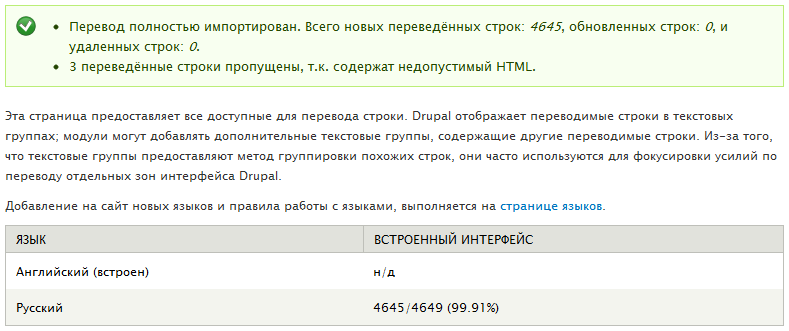 Перевод полностью импортирован. Всего новых переведённых строк: 4645, обновленных строк: 0, и
удаленных строк: 0.
3 переведённые строки пропущены, т.к. содержат недопустимый HTML.
Эта страница предоставляет все доступные для перевода строки. Drupal отображает переводимые строки в текстовых
группах; модули могут добавлять дополнительные текстовые группы, содержащие другие переводимые строки. Из-за того,
что текстовые группы предоставляют метод группировки похожих строк, они часто используются для фокусировки усилий по
переводу отдельных зон интерфейса Drupal.
Добавление на сайт новых языков и правила работы с языками, выполняется на странице языков.
ЯЗЫК ВСТРОЕННЫЙ ИНТЕРФЕЙС
Английский (встроен) н/д
Русский 4645/4649 (99.91%)